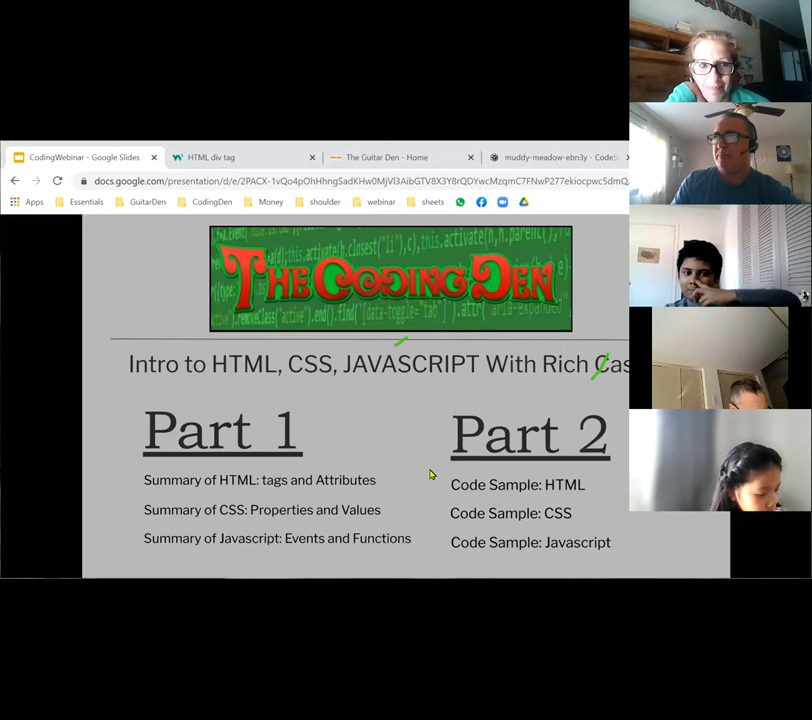 CodingWebinar - Google Slides
HTML div tag
The Guitar Den - Home
muddy-meadow-ebn3y - CodeS
docs.google.com/presentation/d/e/2PACX-1vQo4pOhHhngSadKHw0MjVI3AibGTV8X3Y8rQDYwcMzqmC7FNwP277ekiocpwc5dmQ
Apps Essentials GuitarDen CodingDen Money shoulder webinar sheets
The Coding Den
Intro to HTML, CSS, JAVASCRIPT With Rich Cas
Part 1
Summary of HTML: tags and Attributes
Summary of CSS: Properties and Values
Summary of Javascript: Events and Functions
Part 2
Code Sample: HTML
Code Sample: CSS
Code Sample: Javascript